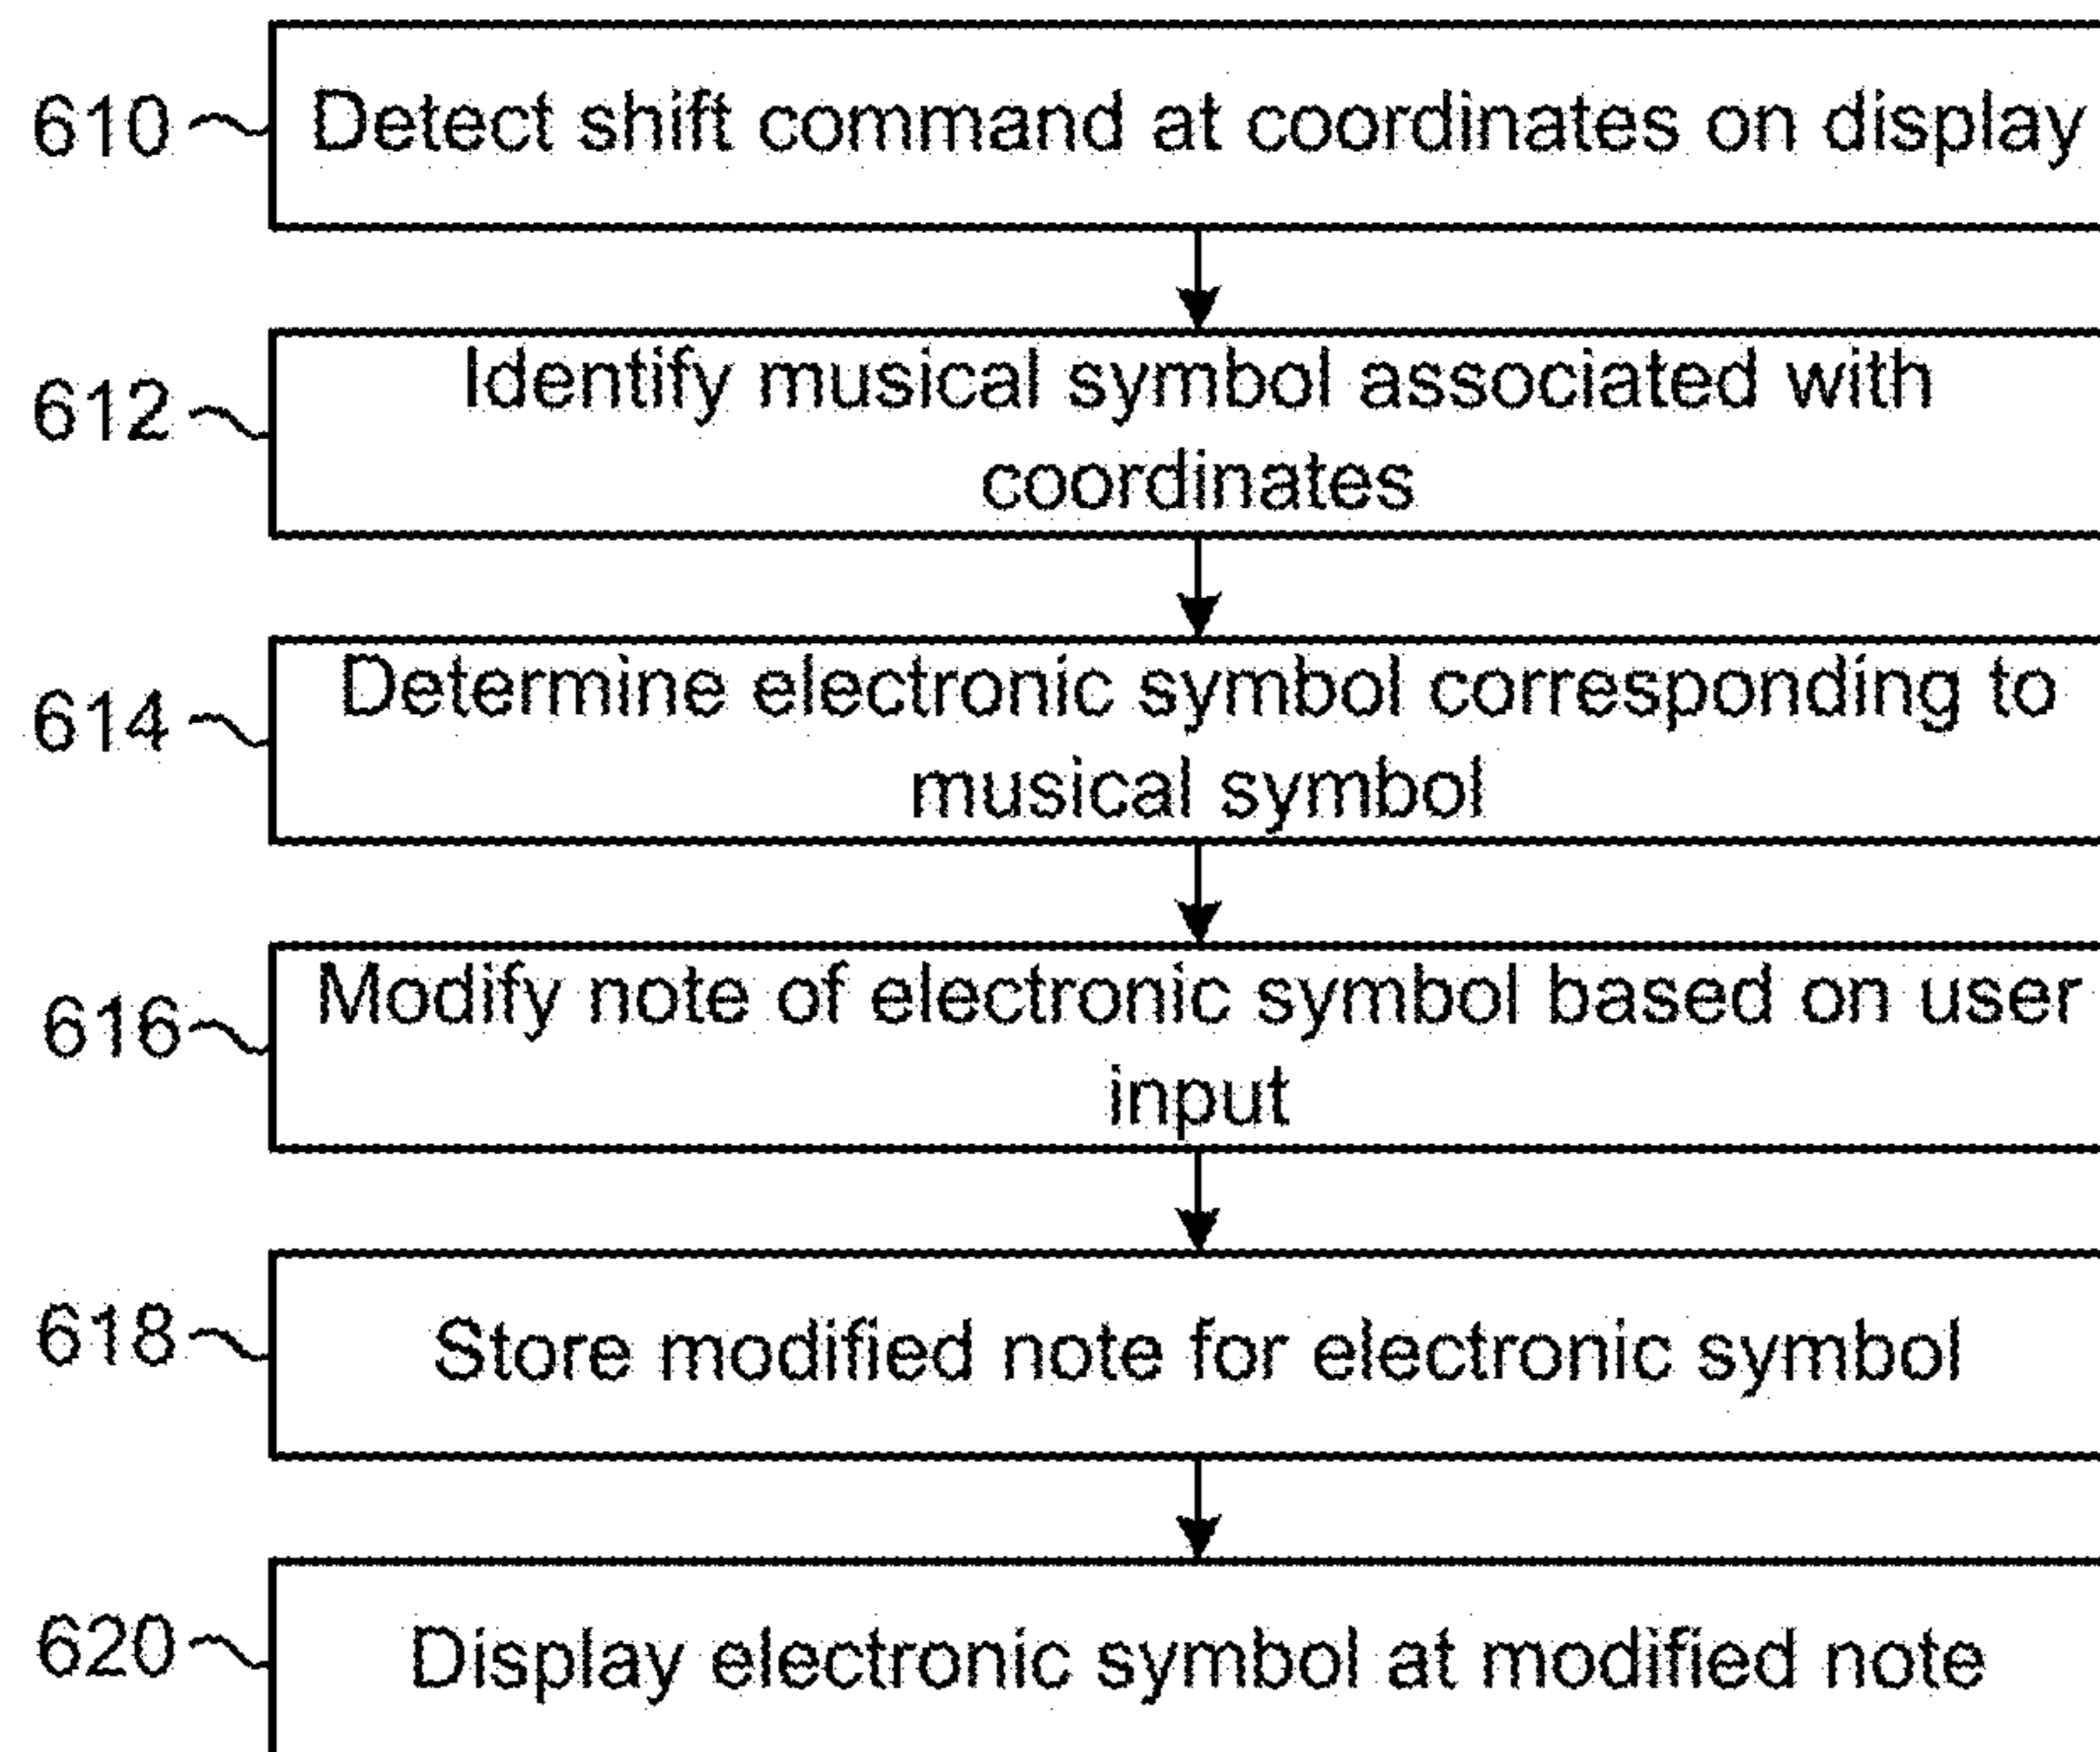 610 Detect shift command at coordinates on display
Identify musical symbol associated with
612
coordinates
Determine electronic symbol corresponding to
614
musical symbol
Modify note of electronic symbol based on user
616
input
618 Store modified note for electronic symbol
620 Display electronic symbol at modified note